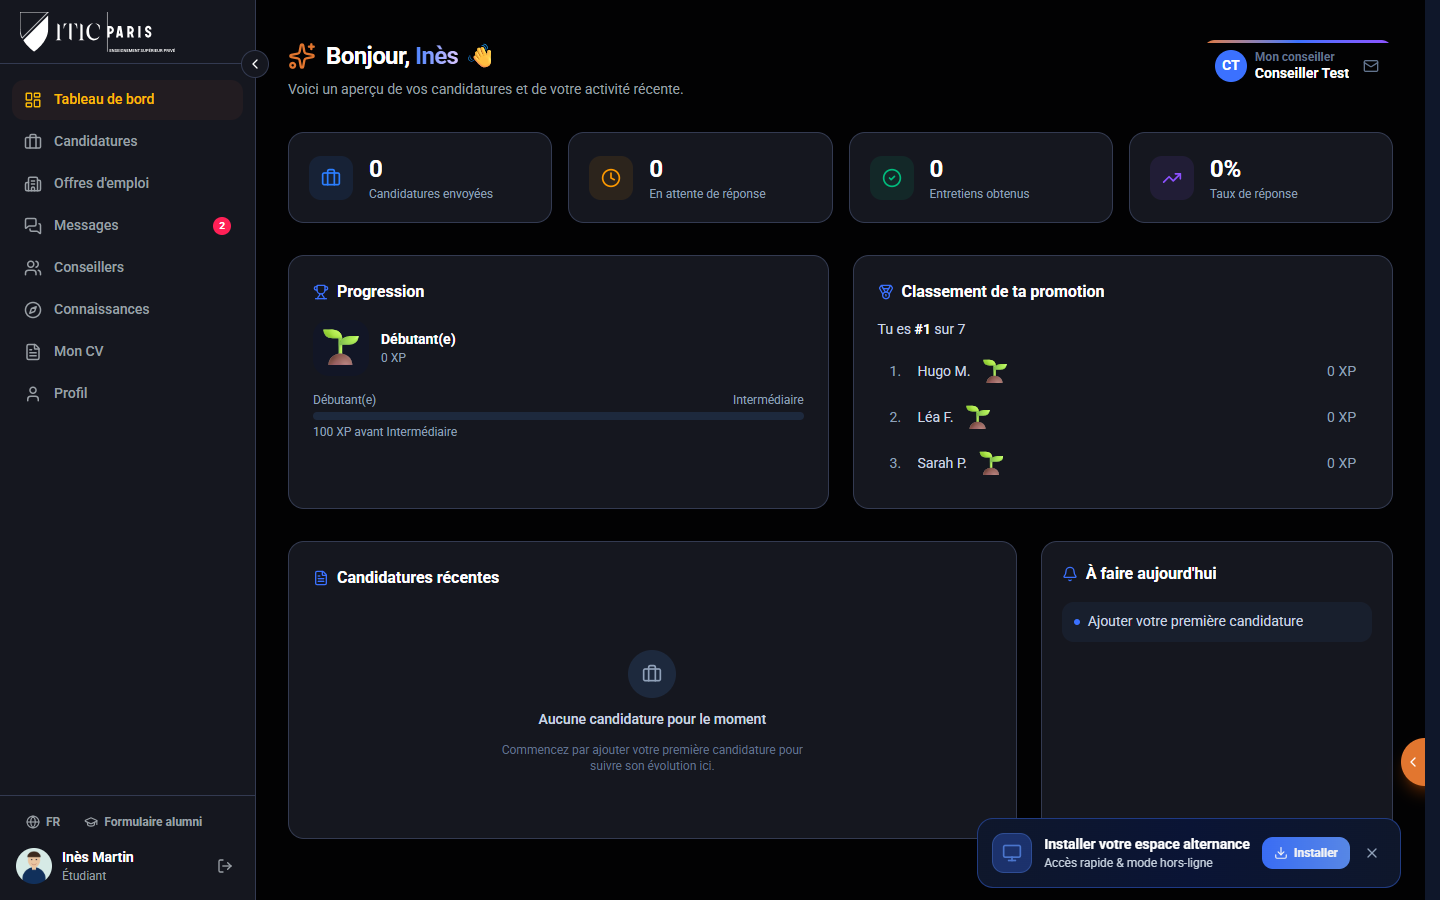 ITIC PARIS
ENSEIGNEMENT SUPÉRIEUR PRIVÉ
Tableau de bord
Candidatures
Offres d'emploi
Messages 2
Conseillers
Connaissances
Mon CV
Profil
FR Formulaire alumni
Inès Martin
Étudiant
Bonjour, Inès
Voici un aperçu de vos candidatures et de votre activité récente.
CT
Mon conseiller
Conseiller Test
0
Candidatures envoyées
0
En attente de réponse
0
Entretiens obtenus
0%
Taux de réponse
Progression
Débutant(e)
0 XP
Débutant(e) Intermédiaire
100 XP avant Intermédiaire
Classement de ta promotion
Tu es #1 sur 7
1. Hugo M. 0 XP
2. Léa F. 0 XP
3. Sarah P. 0 XP
Candidatures récentes
Aucune candidature pour le moment
Commencez par ajouter votre première candidature pour
suivre son évolution ici.
À faire aujourd'hui
Ajouter votre première candidature
Installer votre espace alternance
Accès rapide & mode hors-ligne
Installer